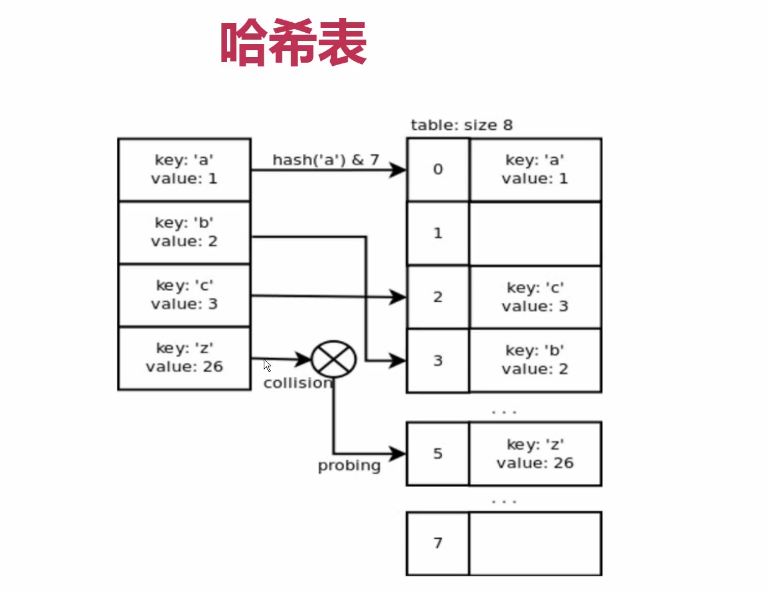 哈希表
table: size 8
key: 'a'
value: 1
hash('a') & 7
0
key: 'a'
value: 1
key: 'b'
value: 2
1
key: 'c'
value: 3
2
key: 'c'
value: 3
key: 'z'
value: 26
collision
3
key: 'b'
value: 2
...
probing
5
key: 'z'
value: 26
...
7